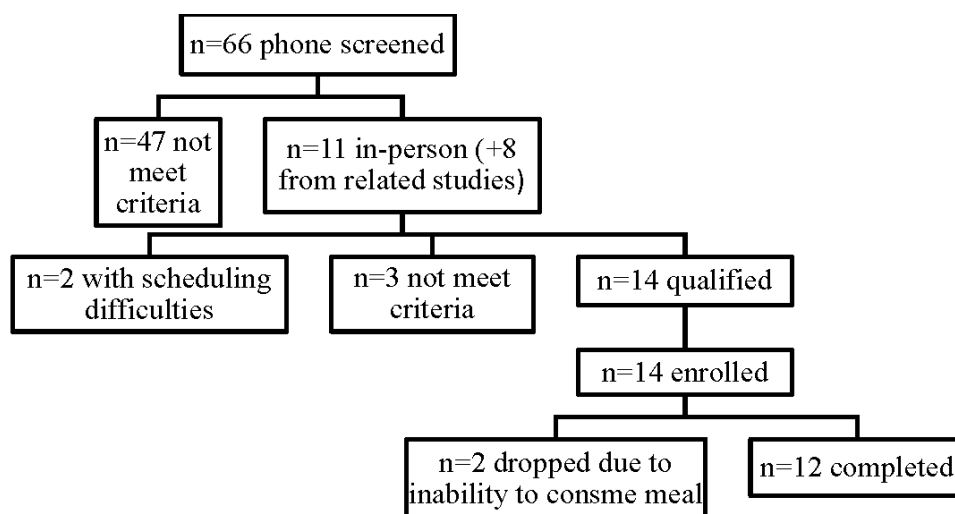 n=66 phone screened
n=47 not
meet
criteria
n=11 in-person (+8
from related studies)
n=2 with scheduling
difficulties
n=3 not meet
criteria
n=14 qualified
n=14 enrolled
n=2 dropped due to
inability to consme meal
n=12 completed